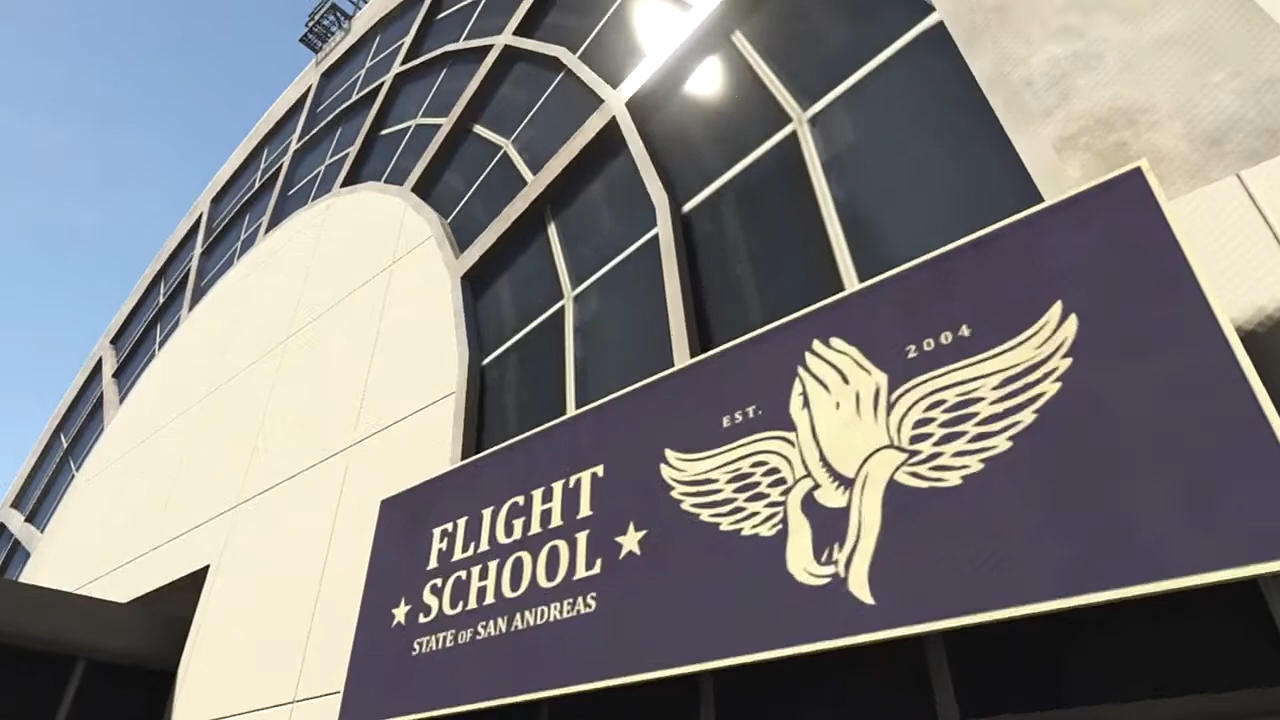 FLIGHT
SCHOOL
STATE OF SAN ANDREAS
EST.
2004